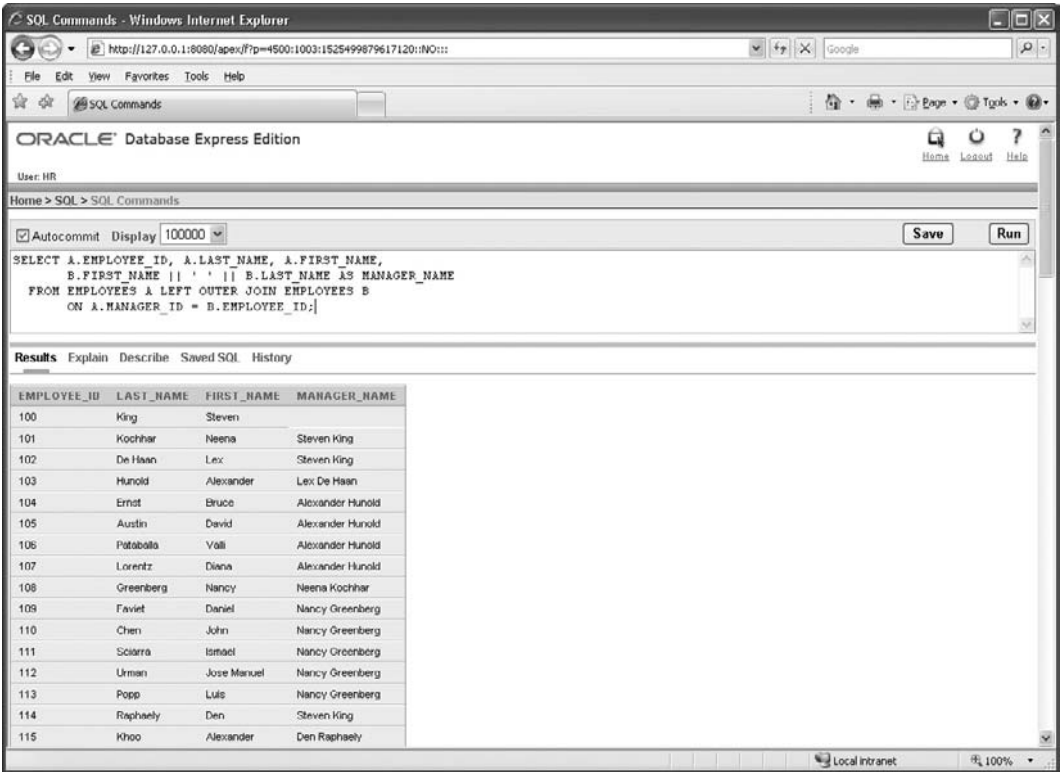 SQL Commands - Windows Internet Explorer
http://127.0.0.1:8080/apex/f?p=4500:1003:1525499879617120::NO:::
Google
File Edit View Favorites Tools Help
SQL Commands
Page Tools
ORACLE Database Express Edition
Home Logout Help
User: HR
Home > SQL > SQL Commands
Autocommit Display 100000
Save Run
SELECT A.EMPLOYEE_ID, A.LAST_NAME, A.FIRST_NAME,
B.FIRST_NAME || ' ' || B.LAST_NAME AS MANAGER_NAME
FROM EMPLOYEES A LEFT OUTER JOIN EMPLOYEES B
ON A.MANAGER_ID = B.EMPLOYEE_ID;
Results Explain Describe Saved SQL History
EMPLOYEE_ID LAST_NAME FIRST_NAME MANAGER_NAME
100 King Steven
101 Kochhar Neena Steven King
102 De Haan Lex Steven King
103 Hunold Alexander Lex De Haan
104 Ernst Bruce Alexander Hunold
105 Austin David Alexander Hunold
106 Pataballa Valli Alexander Hunold
107 Lorentz Diana Alexander Hunold
108 Greenberg Nancy Neena Kochhar
109 Faviet Daniel Nancy Greenberg
110 Chen John Nancy Greenberg
111 Sciarra Ismael Nancy Greenberg
112 Urman Jose Manuel Nancy Greenberg
113 Popp Luis Nancy Greenberg
114 Raphaely Den Steven King
115 Khoo Alexander Den Raphaely
Local intranet 100%